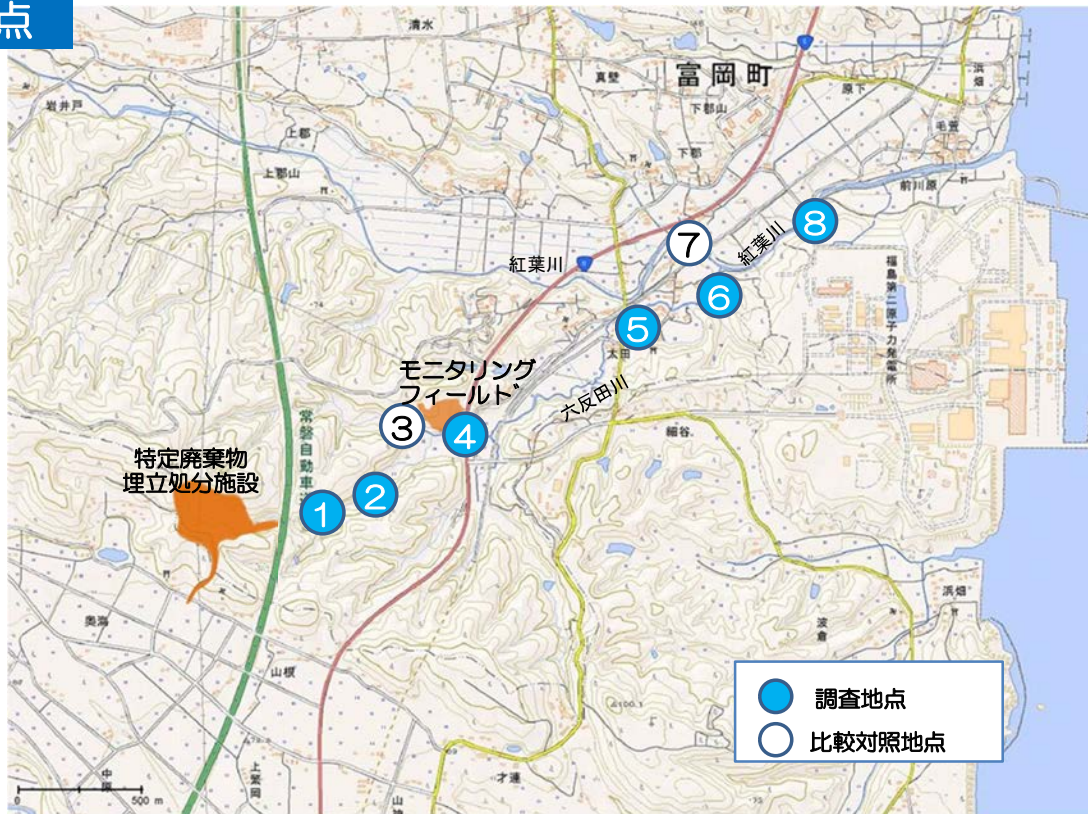 点
清水
富岡町
真壁
浜畑
岩井戸
下郡山
原下
上郡
下郡
毛萱
上郡山
前川原
⑧
⑦
紅葉川
紅葉川
⑥
⑤
福島第二原子力発電所
太田
モニタリング
フィールド
六反田川
③
④
細谷
常磐自動車道
特定廃棄物
埋立処分施設
②
①
浜畑
奥海
波倉
山根
調査地点
比較対照地点
才連
上繁岡
0
500 m